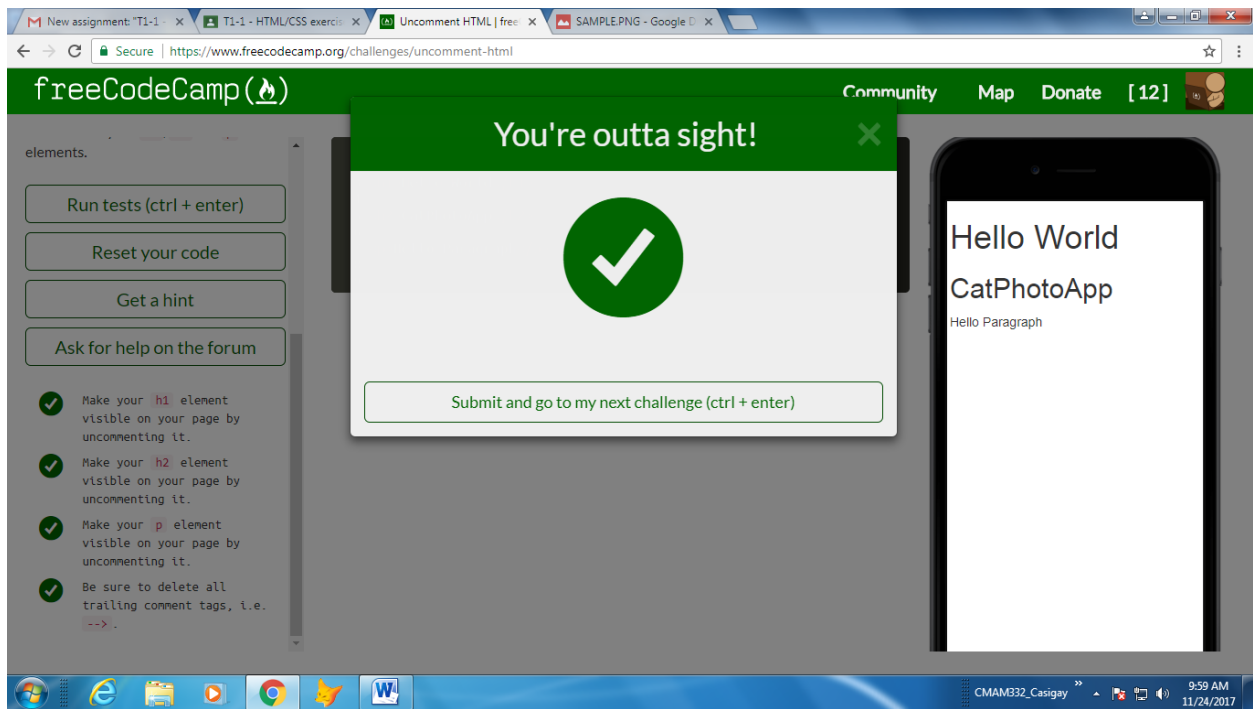 New assignment: "T1-1 -
T1-1 - HTML/CSS exercis
Uncomment HTML | free
SAMPLE.PNG - Google D
Secure | https://www.freecodecamp.org/challenges/uncomment-html
freeCodeCamp
Community Map Donate [ 12 ]
You're outta sight!
elements.
Run tests (ctrl + enter)
Reset your code
Get a hint
Ask for help on the forum
Make your h1 element
visible on your page by
uncommenting it.
Make your h2 element
visible on your page by
uncommenting it.
Make your p element
visible on your page by
uncommenting it.
Be sure to delete all
trailing comment tags, i.e.
--> .
Submit and go to my next challenge (ctrl + enter)
Hello World
CatPhotoApp
Hello Paragraph
CMAM332_Casigay
9:59 AM
11/24/2017